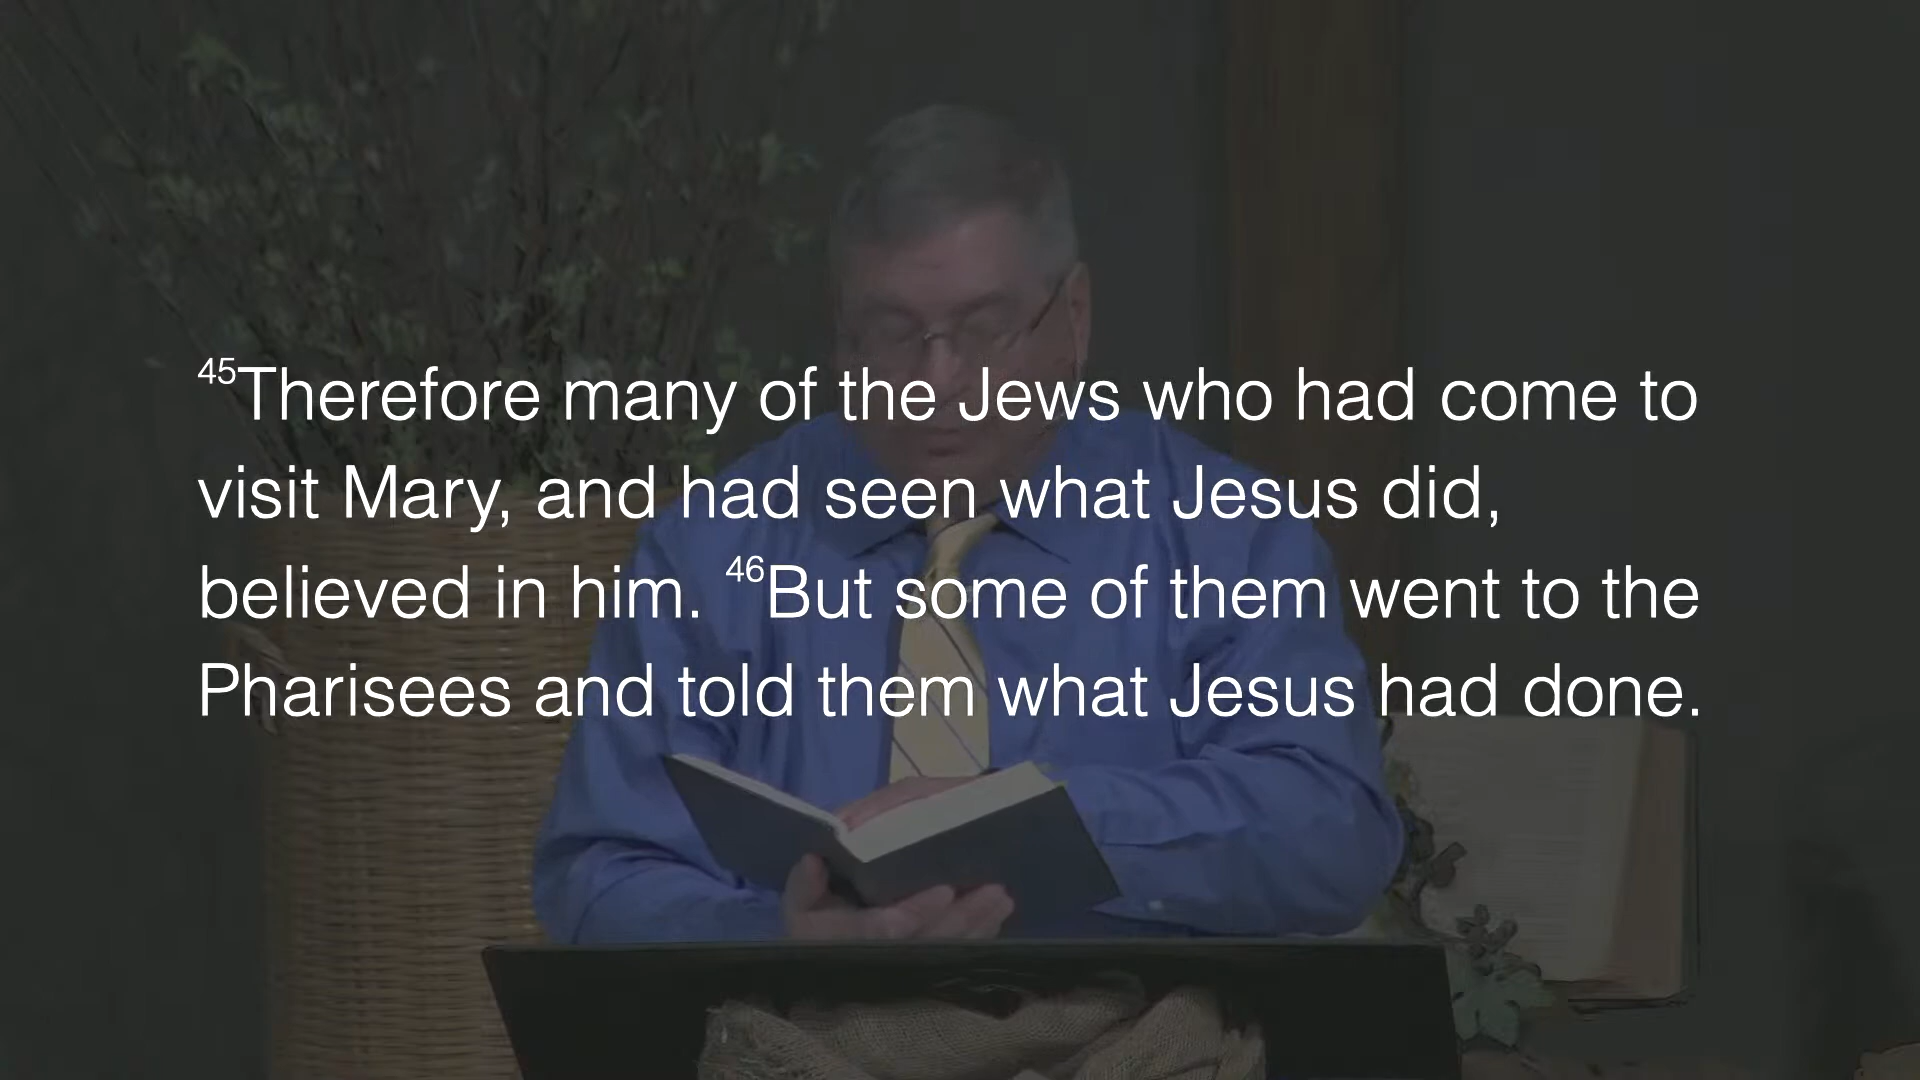 45Therefore many of the Jews who had come to
visit Mary, and had seen what Jesus did,
believed in him. 46But some of them went to the
Pharisees and told them what Jesus had done.